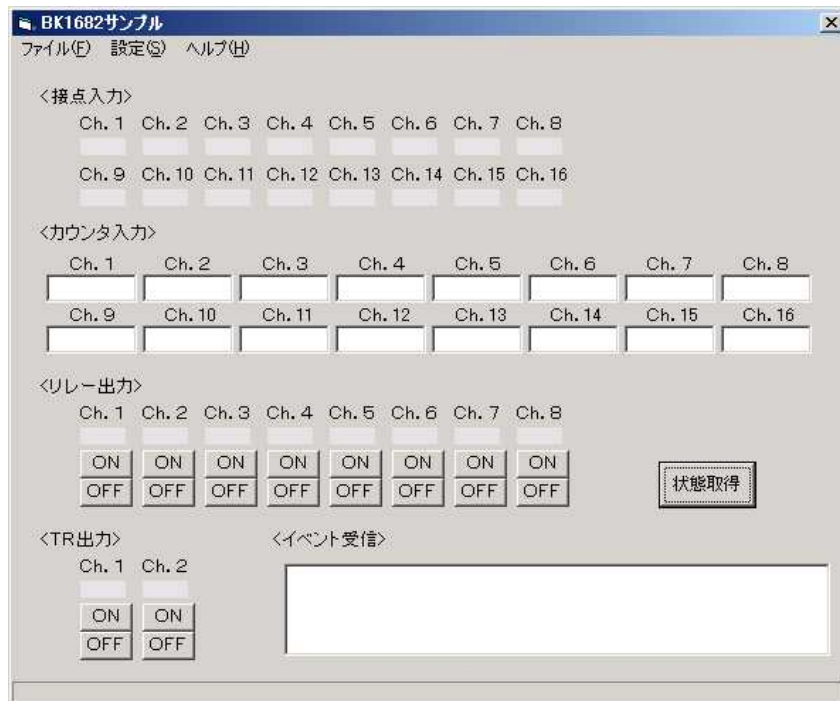 BK1682サンプル
ファイル(F) 設定(S) ヘルプ(H)
<接点入力>
Ch. 1 Ch. 2 Ch. 3 Ch. 4 Ch. 5 Ch. 6 Ch. 7 Ch. 8
Ch. 9 Ch. 10 Ch. 11 Ch. 12 Ch. 13 Ch. 14 Ch. 15 Ch. 16
<カウンタ入力>
Ch. 1 Ch. 2 Ch. 3 Ch. 4 Ch. 5 Ch. 6 Ch. 7 Ch. 8
Ch. 9 Ch. 10 Ch. 11 Ch. 12 Ch. 13 Ch. 14 Ch. 15 Ch. 16
<リレー出力>
Ch. 1 Ch. 2 Ch. 3 Ch. 4 Ch. 5 Ch. 6 Ch. 7 Ch. 8
ON ON ON ON ON ON ON ON
OFF OFF OFF OFF OFF OFF OFF OFF
状態取得
<TR出力>
Ch. 1 Ch. 2
ON ON
OFF OFF
<イベント受信>